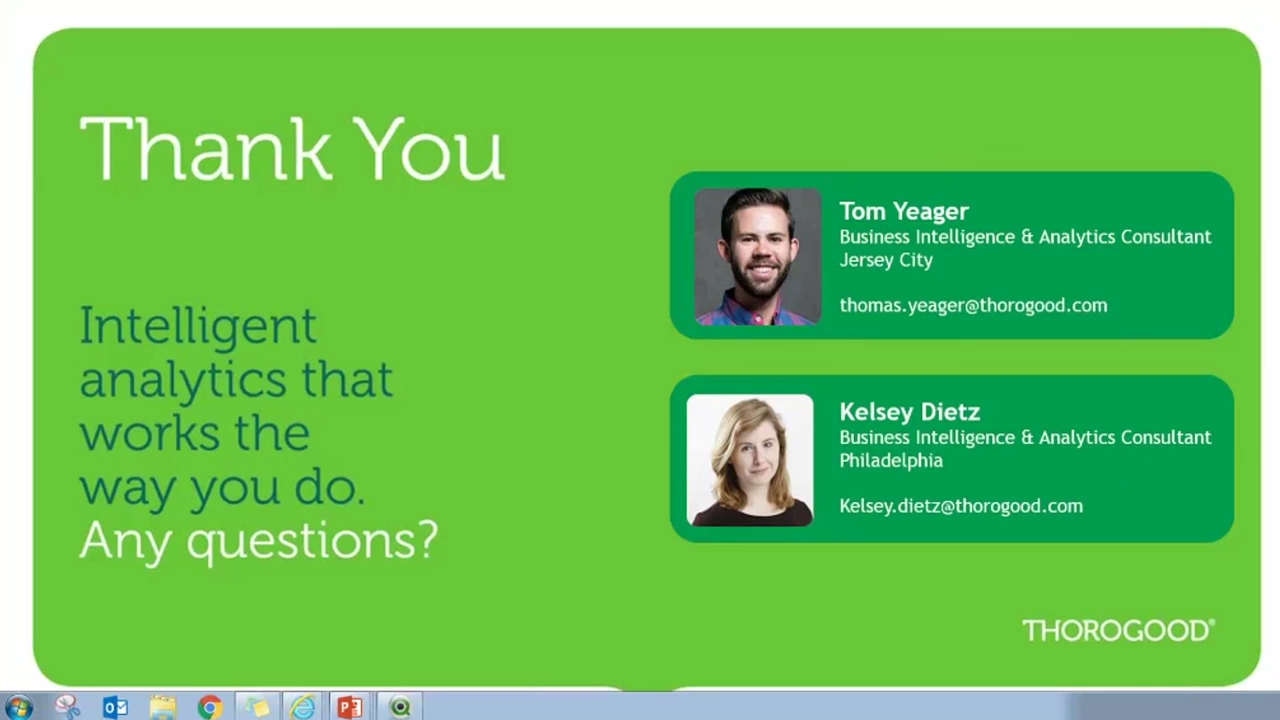 Thank You
Intelligent
analytics that
works the
way you do.
Any questions?
Tom Yeager
Business Intelligence & Analytics Consultant
Jersey City
thomas.yeager@thorogood.com
Kelsey Dietz
Business Intelligence & Analytics Consultant
Philadelphia
Kelsey.dietz@thorogood.com
THOROGOOD®